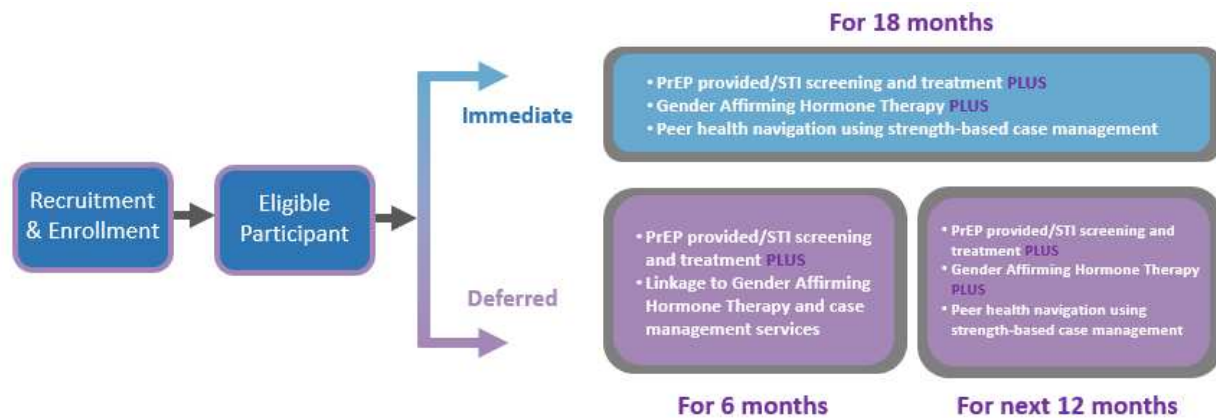 For 18 months
• PrEP provided/STI screening and treatment PLUS
• Gender Affirming Hormone Therapy PLUS
• Peer health navigation using strength-based case management
Immediate
Recruitment
& Enrollment
Eligible
Participant
Deferred
• PrEP provided/STI screening
and treatment PLUS
• Linkage to Gender Affirming
Hormone Therapy and case
management services
• PrEP provided/STI screening and
treatment PLUS
• Gender Affirming Hormone Therapy
PLUS
• Peer health navigation using
strength-based case management
For 6 months
For next 12 months